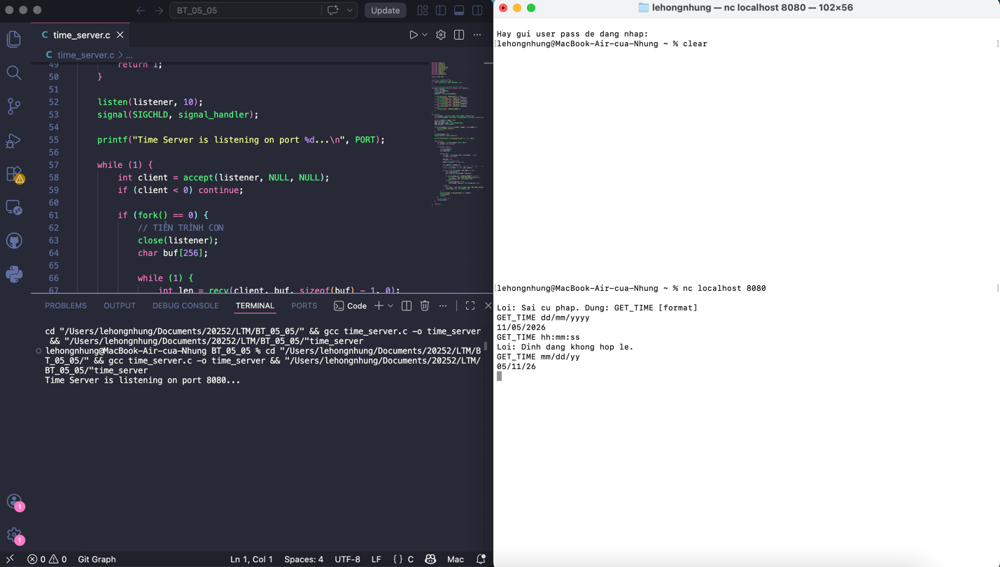 BT_05_05
Update
time_server.c
time_server.c > ...
49 return 1;
50 }
51
52 listen(listener, 10);
53 signal(SIGCHLD, signal_handler);
54
55 printf("Time Server is listening on port %d...\n", PORT);
56
57 while (1) {
58 int client = accept(listener, NULL, NULL);
59 if (client < 0) continue;
60
61 if (fork() == 0) {
62 // TIẾN TRÌNH CON
63 close(listener);
64 char buf[256];
65
66 while (1) {
67 int len = recv(client, buf, sizeof(buf) - 1, 0);
PROBLEMS OUTPUT DEBUG CONSOLE TERMINAL PORTS Code
cd "/Users/lehongnhung/Documents/20252/LTM/BT_05_05/" && gcc time_server.c -o time_server
&& "/Users/lehongnhung/Documents/20252/LTM/BT_05_05/"time_server
lehongnhung@MacBook-Air-cua-Nhung BT_05_05 % cd "/Users/lehongnhung/Documents/20252/LTM/B
T_05_05/" && gcc time_server.c -o time_server && "/Users/lehongnhung/Documents/20252/LTM/
BT_05_05/"time_server
Time Server is listening on port 8080...
1
1
0 0 Git Graph Ln 1, Col 1 Spaces: 4 UTF-8 LF { } C Mac
lehongnhung — nc localhost 8080 — 102×56
Hay gui user pass de dang nhap:
[lehongnhung@MacBook-Air-cua-Nhung ~ % clear ]
[lehongnhung@MacBook-Air-cua-Nhung ~ % nc localhost 8080 ]
Loi: Sai cu phap. Dung: GET_TIME [format]
GET_TIME dd/mm/yyyy
11/05/2026
GET_TIME hh:mm:ss
Loi: Dinh dang khong hop le.
GET_TIME mm/dd/yy
05/11/26